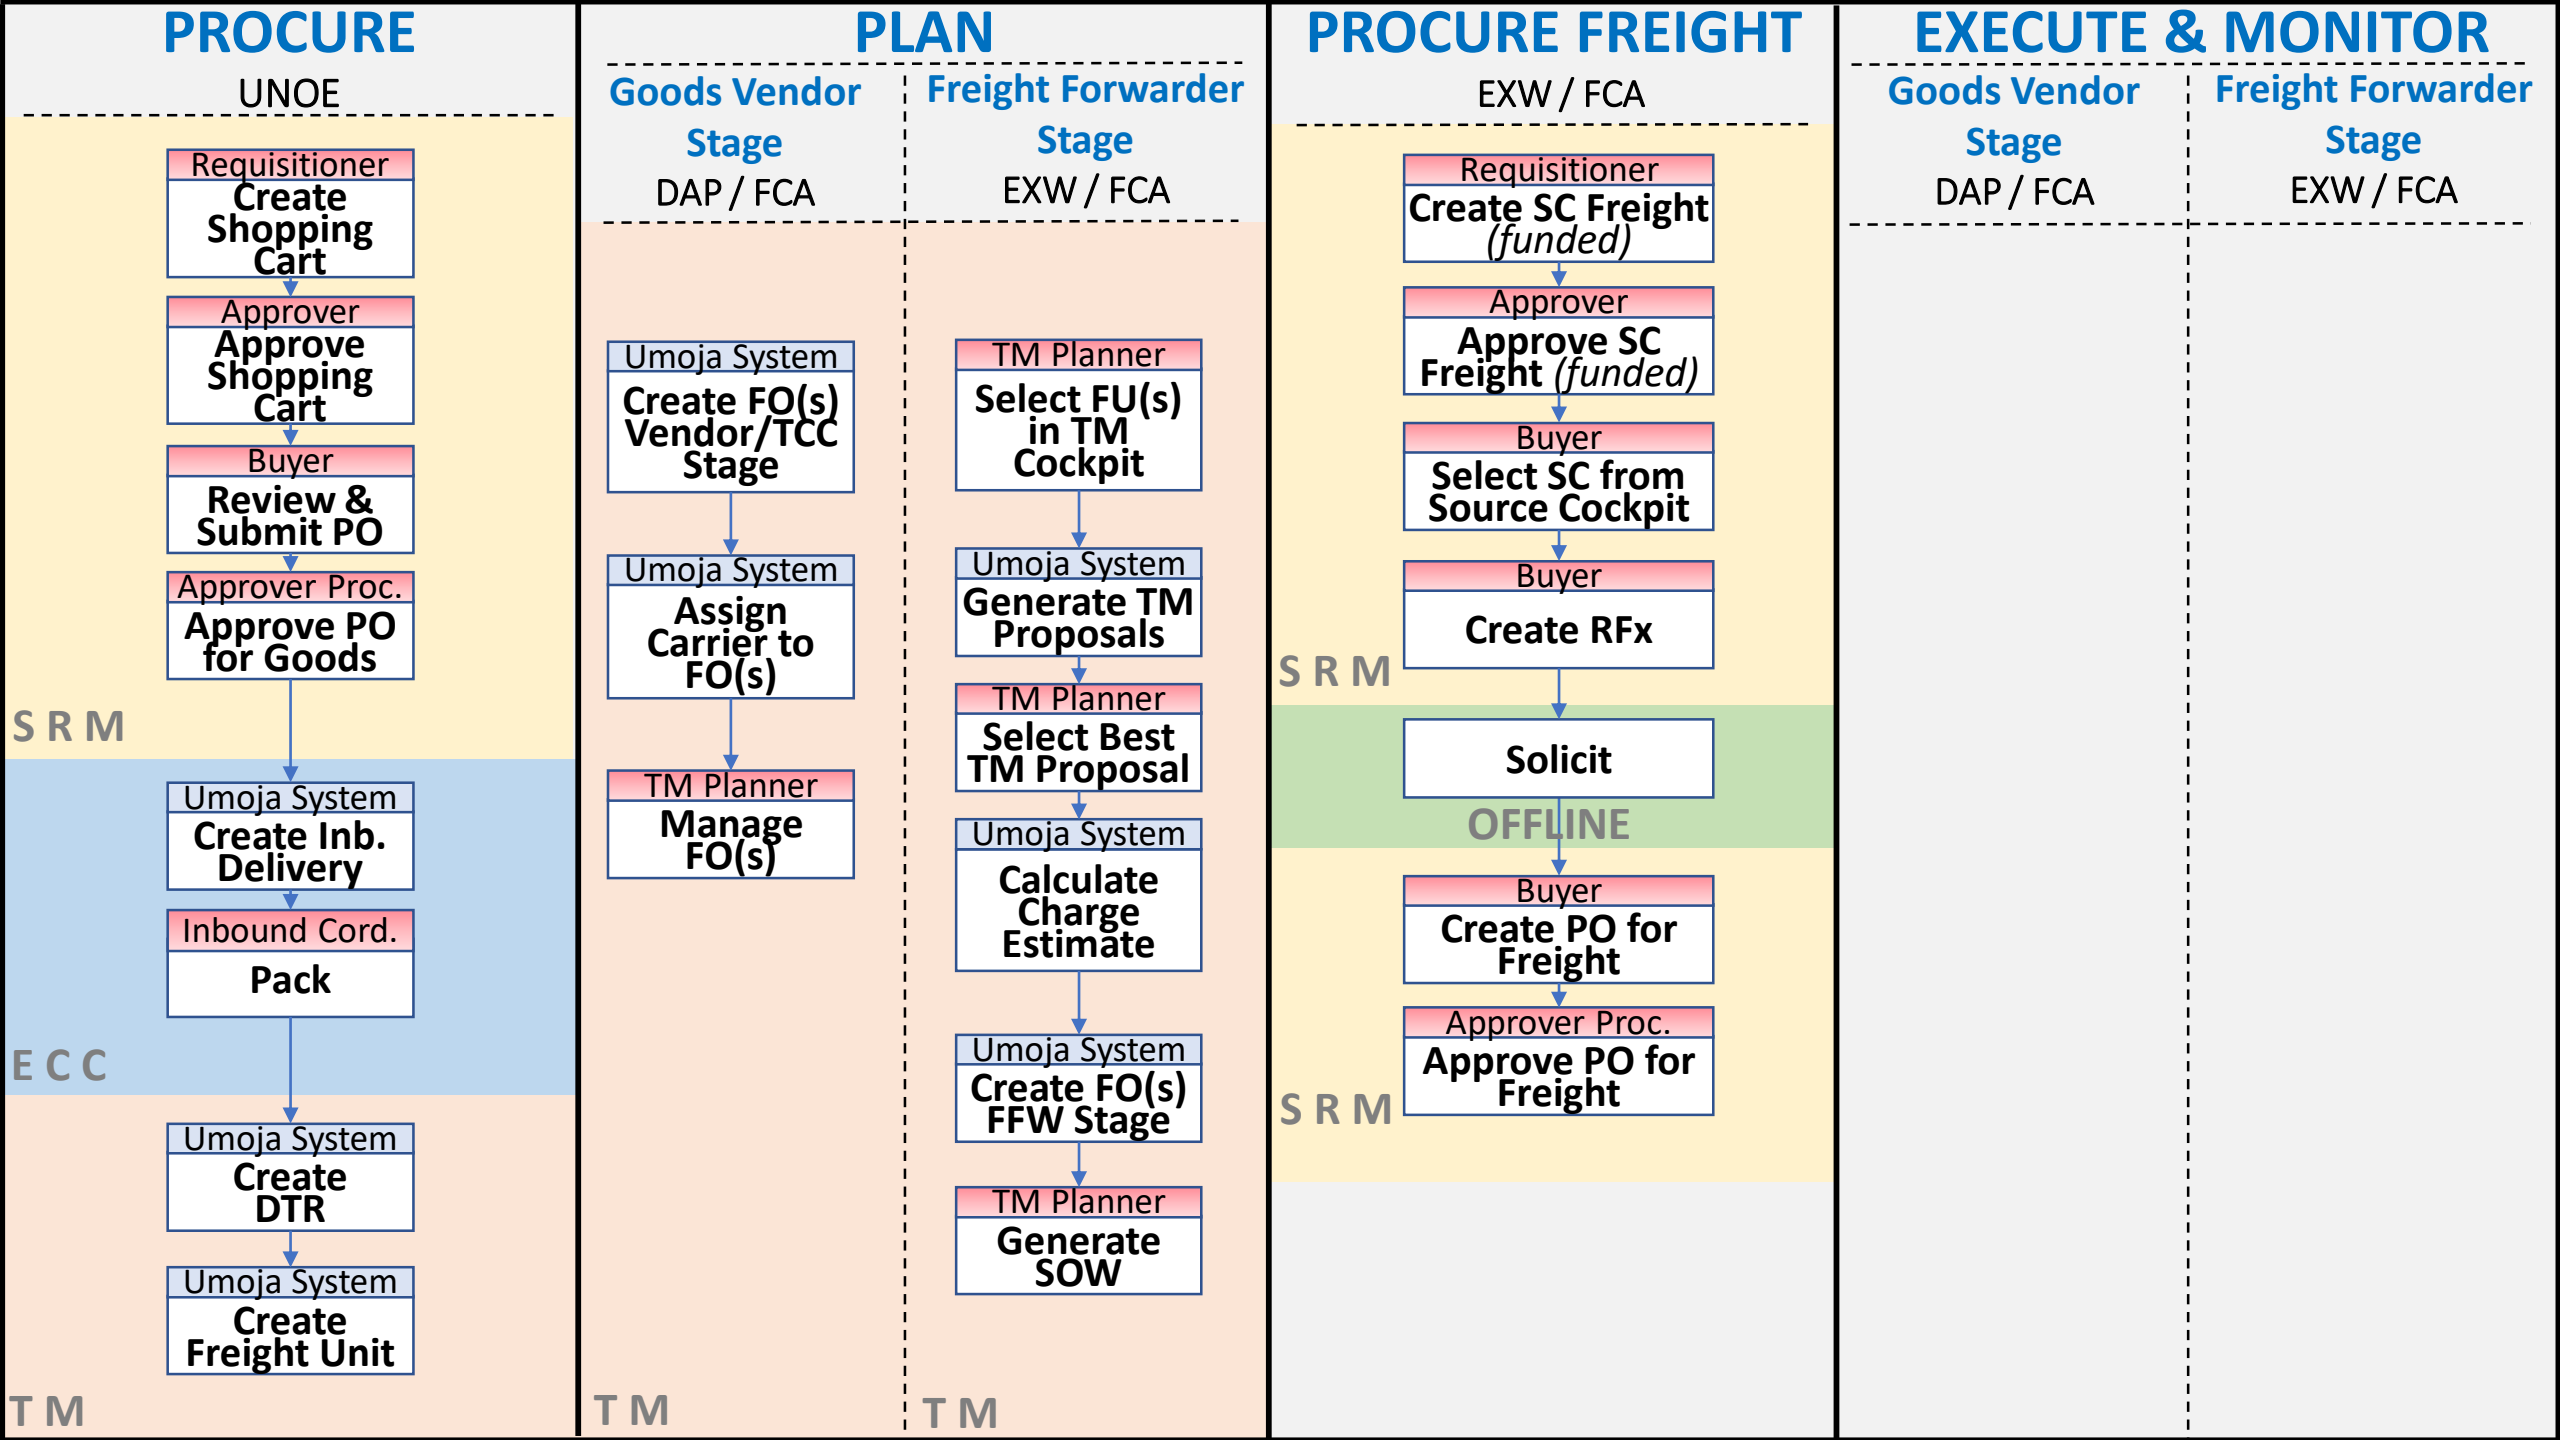 PROCURE
UNOE
Requisitioner
Create
Shopping
Cart
Approver
Approve
Shopping
Cart
Buyer
Review &
Submit PO
Approver Proc.
Approve PO
for Goods
S R M
Umoja System
Create Inb.
Delivery
Inbound Cord.
Pack
E C C
Umoja System
Create
DTR
Umoja System
Create
Freight Unit
T M
PLAN
Goods Vendor
Stage
DAP / FCA
Umoja System
Create FO(s)
Vendor/TCC
Stage
Umoja System
Assign
Carrier to
FO(s)
TM Planner
Manage
FO(s)
T M
Freight Forwarder
Stage
EXW / FCA
TM Planner
Select FU(s)
in TM
Cockpit
Umoja System
Generate TM
Proposals
TM Planner
Select Best
TM Proposal
Umoja System
Calculate
Charge
Estimate
Umoja System
Create FO(s)
FFW Stage
TM Planner
Generate
SOW
T M
PROCURE FREIGHT
EXW / FCA
Requisitioner
Create SC Freight
(funded)
Approver
Approve SC
Freight (funded)
Buyer
Select SC from
Source Cockpit
Buyer
Create RFx
S R M
Solicit
OFFLINE
Buyer
Create PO for
Freight
Approver Proc.
Approve PO for
Freight
S R M
EXECUTE & MONITOR
Goods Vendor
Stage
DAP / FCA
Freight Forwarder
Stage
EXW / FCA